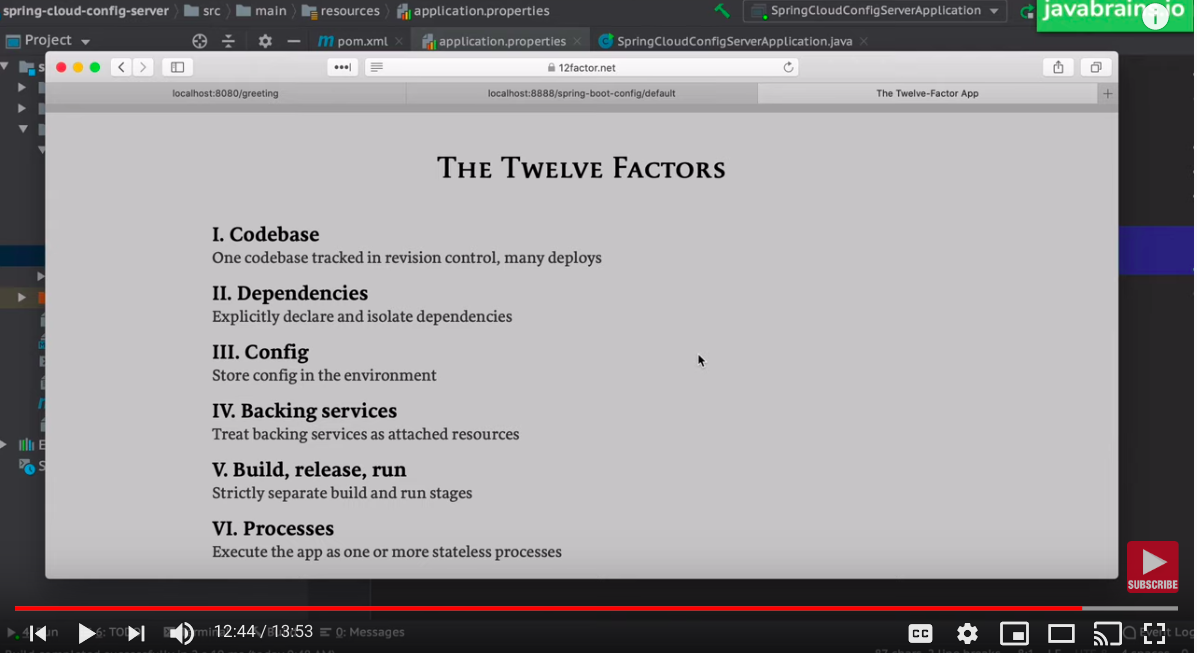 spring-cloud-config-server src main resources application.properties SpringCloudConfigServerApplication javabrains.io
Project pom.xml application.properties SpringCloudConfigServerApplication.java
12factor.net
localhost:8080/greeting localhost:8888/spring-boot-config/default The Twelve-Factor App
The Twelve Factors
I. Codebase
One codebase tracked in revision control, many deploys
II. Dependencies
Explicitly declare and isolate dependencies
III. Config
Store config in the environment
IV. Backing services
Treat backing services as attached resources
V. Build, release, run
Strictly separate build and run stages
VI. Processes
Execute the app as one or more stateless processes
SUBSCRIBE
12:44 / 13:53 0: Messages CC Event Log